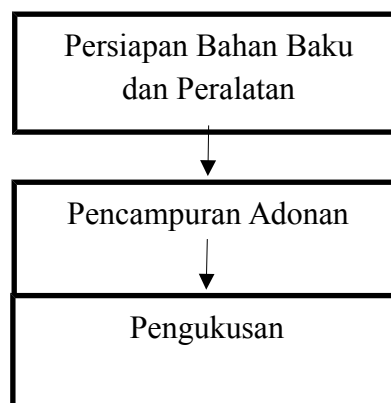 Persiapan Bahan Baku
dan Peralatan
Pencampuran Adonan
Pengukusan